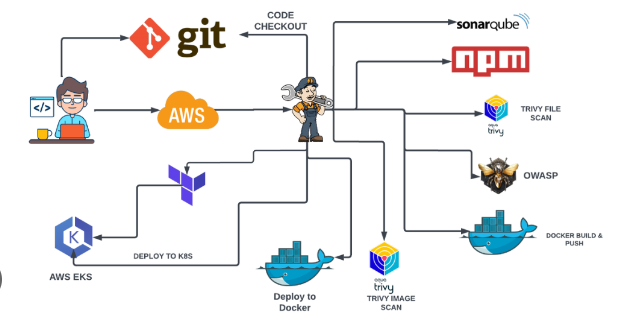 CODE
CHECKOUT
git
</>
AWS
sonarqube
npm
TRIVY FILE
SCAN
aqua
trivy
OWASP
DOCKER BUILD &
PUSH
K
DEPLOY TO K8S
AWS EKS
Deploy to
Docker
aqua
trivy
TRIVY IMAGE
SCAN